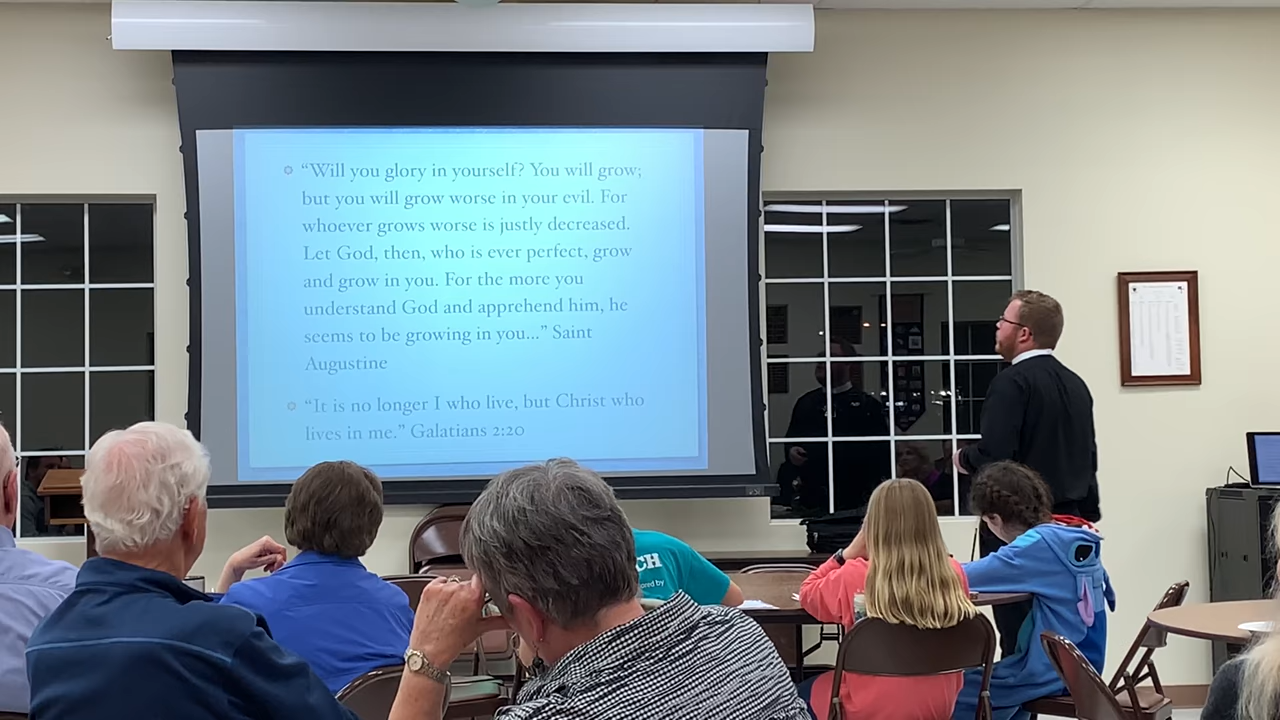 “Will you glory in yourself? You will grow;
but you will grow worse in your evil. For
whoever grows worse is justly decreased.
Let God, then, who is ever perfect, grow
and grow in you. For the more you
understand God and apprehend him, he
seems to be growing in you...” Saint
Augustine
“It is no longer I who live, but Christ who
lives in me.” Galatians 2:20
CH
ored by